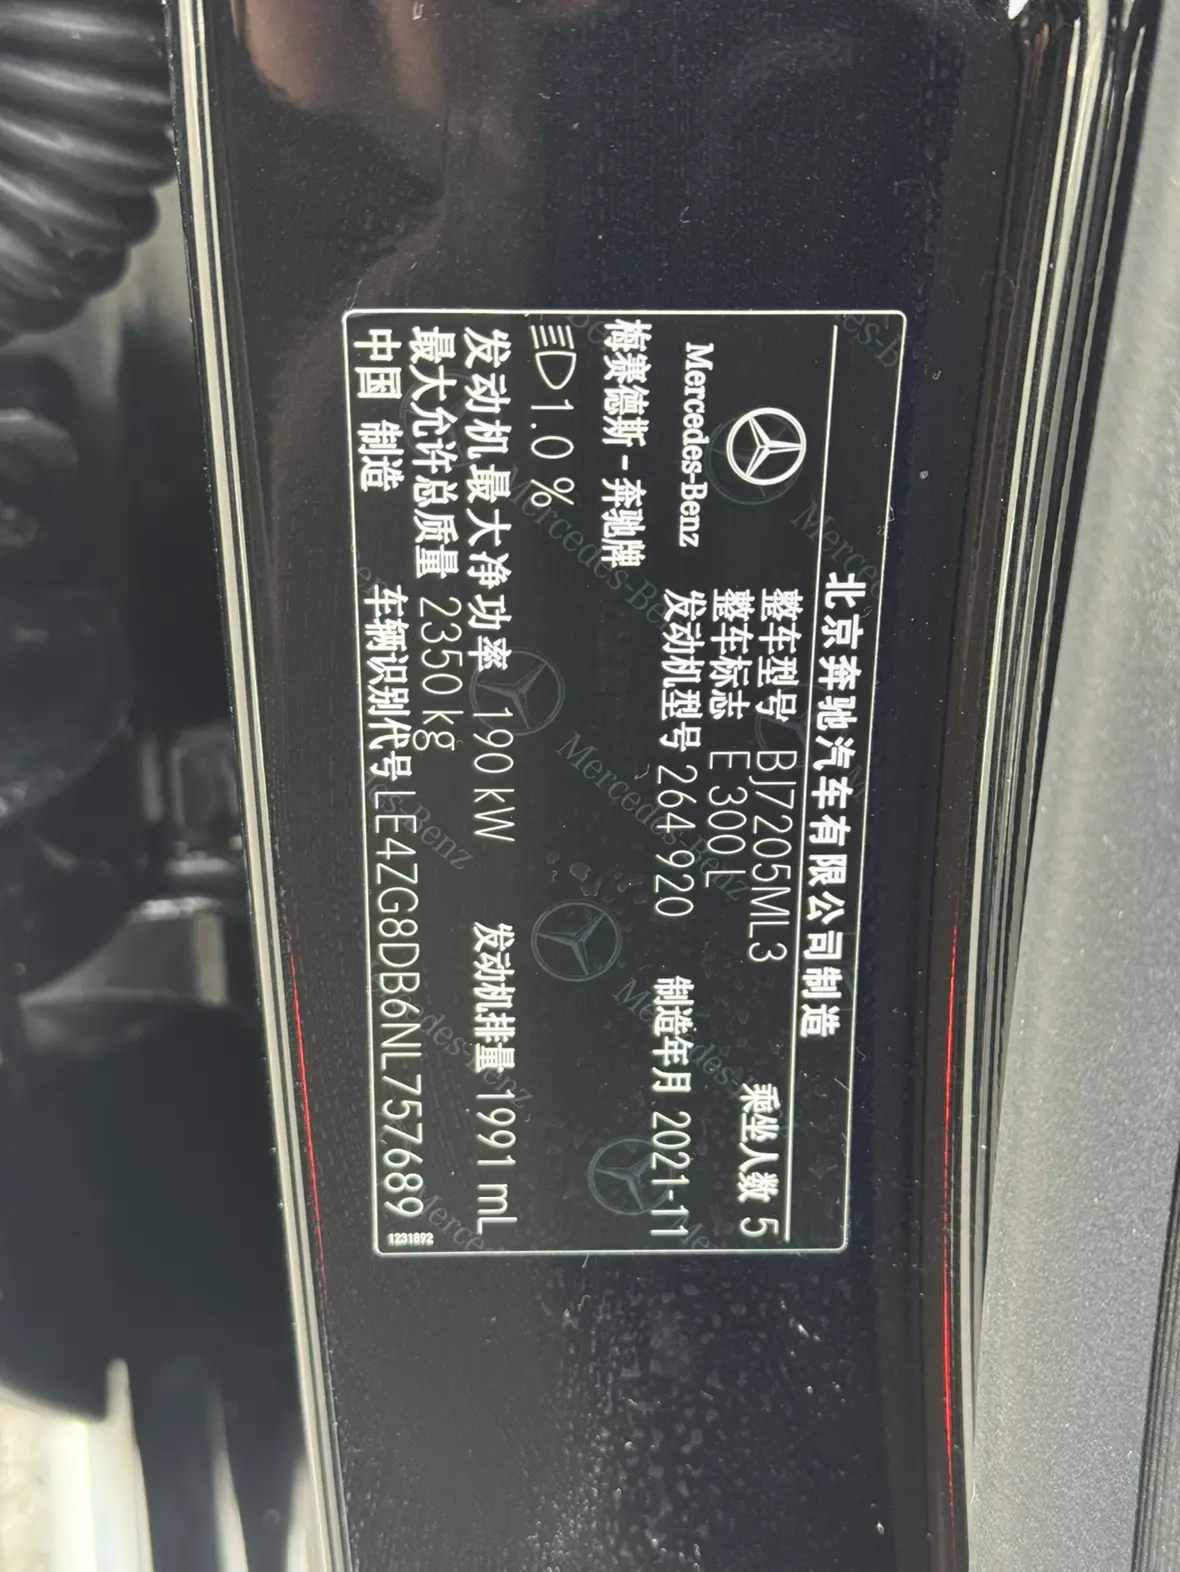 北京奔驰汽车有限公司制造
Mercedes-Benz
梅赛德斯-奔驰牌
整车型号 BJ7205ML3
乘坐人数 5
整车标志 E 300 L
发动机型号 264 920
制造年月 2021-11
1.0 %
发动机最大净功率 190 kW
发动机排量 1991 mL
最大允许总质量 2350 kg
中国 制造
车辆识别代号 LE4ZG8DB6NL757689
1231892